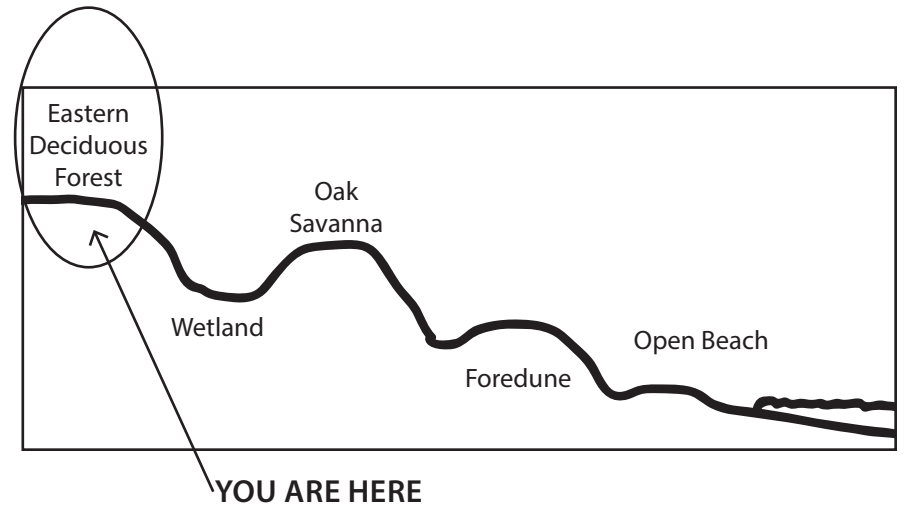 Eastern
Deciduous
Forest
Oak
Savanna
Wetland
Open Beach
Foredune
YOU ARE HERE